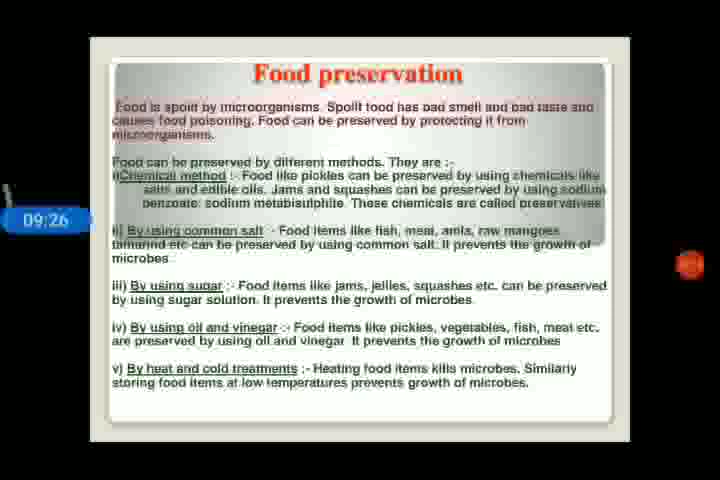 Food preservation
Food is spoilt by microorganisms. Spoilt food has bad smell and bad taste and
causes food poisoning. Food can be preserved by protecting it from
microorganisms.
Food can be preserved by different methods. They are :-
i)Chemical method :- Food like pickles can be preserved by using chemicals like
salts and edible oils. Jams and squashes can be preserved by using sodium
benzoate, sodium metabisulphite. These chemicals are called preservatives.
09:26
ii) By using common salt :- Food items like fish, meat, amla, raw mangoes,
tamarind etc can be preserved by using common salt. It prevents the growth of
microbes.
iii) By using sugar :- Food items like jams, jellies, squashes etc. can be preserved
by using sugar solution. It prevents the growth of microbes.
iv) By using oil and vinegar :- Food items like pickles, vegetables, fish, meat etc.
are preserved by using oil and vinegar. It prevents the growth of microbes
v) By heat and cold treatments :- Heating food items kills microbes. Similarly
storing food items at low temperatures prevents growth of microbes.